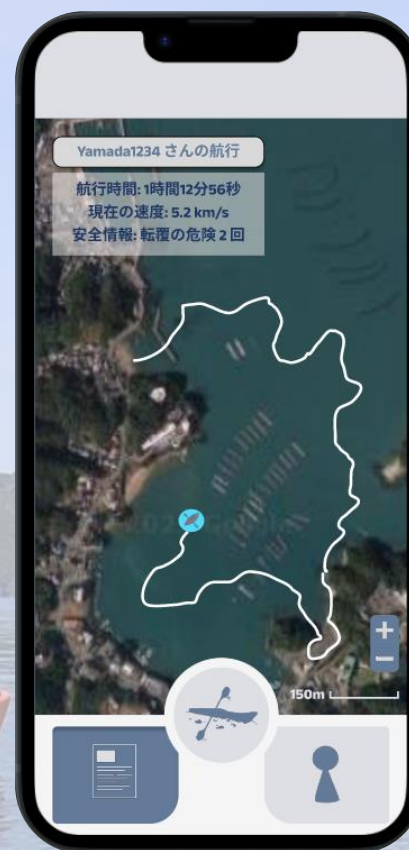 Yamada1234 さんの航行
航行時間: 1時間12分56秒
現在の速度: 5.2 km/s
安全情報: 転覆の危険 2 回
+
−
150m